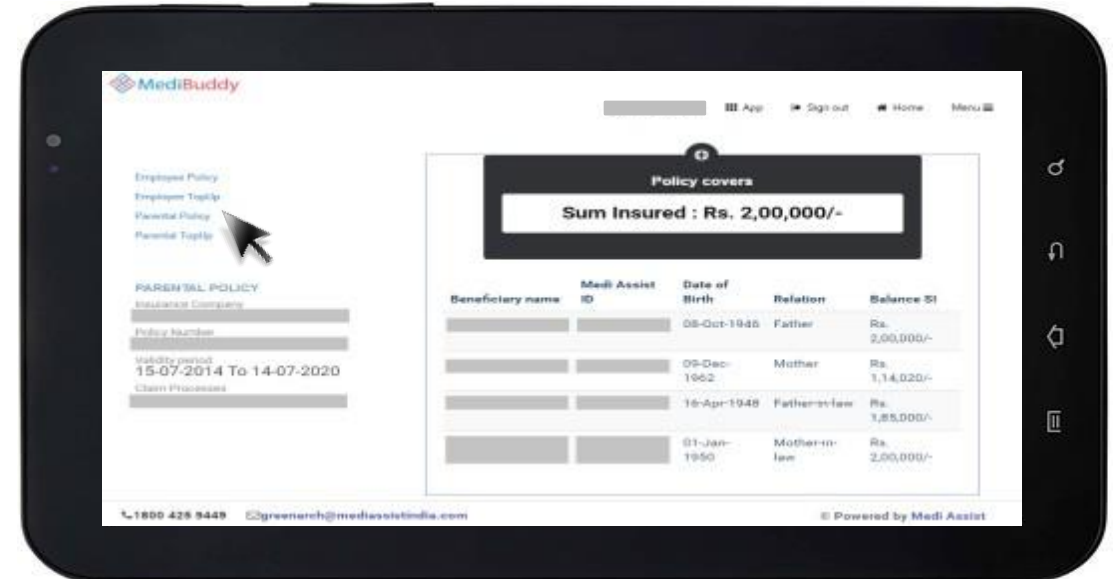 MediBuddy
App Sign out Home Menu
Employee Policy
Employee TopUp
Parental Policy
Parental TopUp
PARENTAL POLICY
Insurance Company
Policy Number
Validity period
15-07-2014 To 14-07-2020
Claim Processes
Policy covers
Sum Insured : Rs. 2,00,000/-
Beneficiary name Medi Assist ID Date of Birth Relation Balance SI
08-Oct-1946 Father Rs. 2,00,000/-
09-Dec-1962 Mother Rs. 1,14,020/-
16-Apr-1948 Father-in-law Rs. 1,85,000/-
01-Jan-1950 Mother-in-law Rs. 2,00,000/-
1800 425 9449 greenarch@mediassistindia.com © Powered by Medi Assist